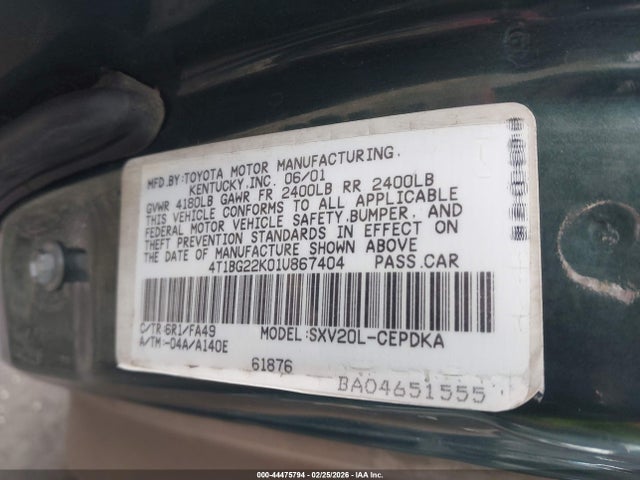 MFD.BY:TOYOTA MOTOR MANUFACTURING.
KENTUCKY,INC. 06/01
GVWR 4180LB GAWR FR 2400LB RR 2400LB
THIS VEHICLE CONFORMS TO ALL APPLICABLE
FEDERAL MOTOR VEHICLE SAFETY,BUMPER, AND
THEFT PREVENTION STANDARDS IN EFFECT ON
THE DATE OF MANUFACTURE SHOWN ABOVE
4T1BG22K01U867404 PASS.CAR
C/TR:6R1/FA49 MODEL:SXV20L-CEPDKA
A/TM:-04A/A140E
61876
BA04651555
000-44475794 - 02/25/2026 - IAA Inc.